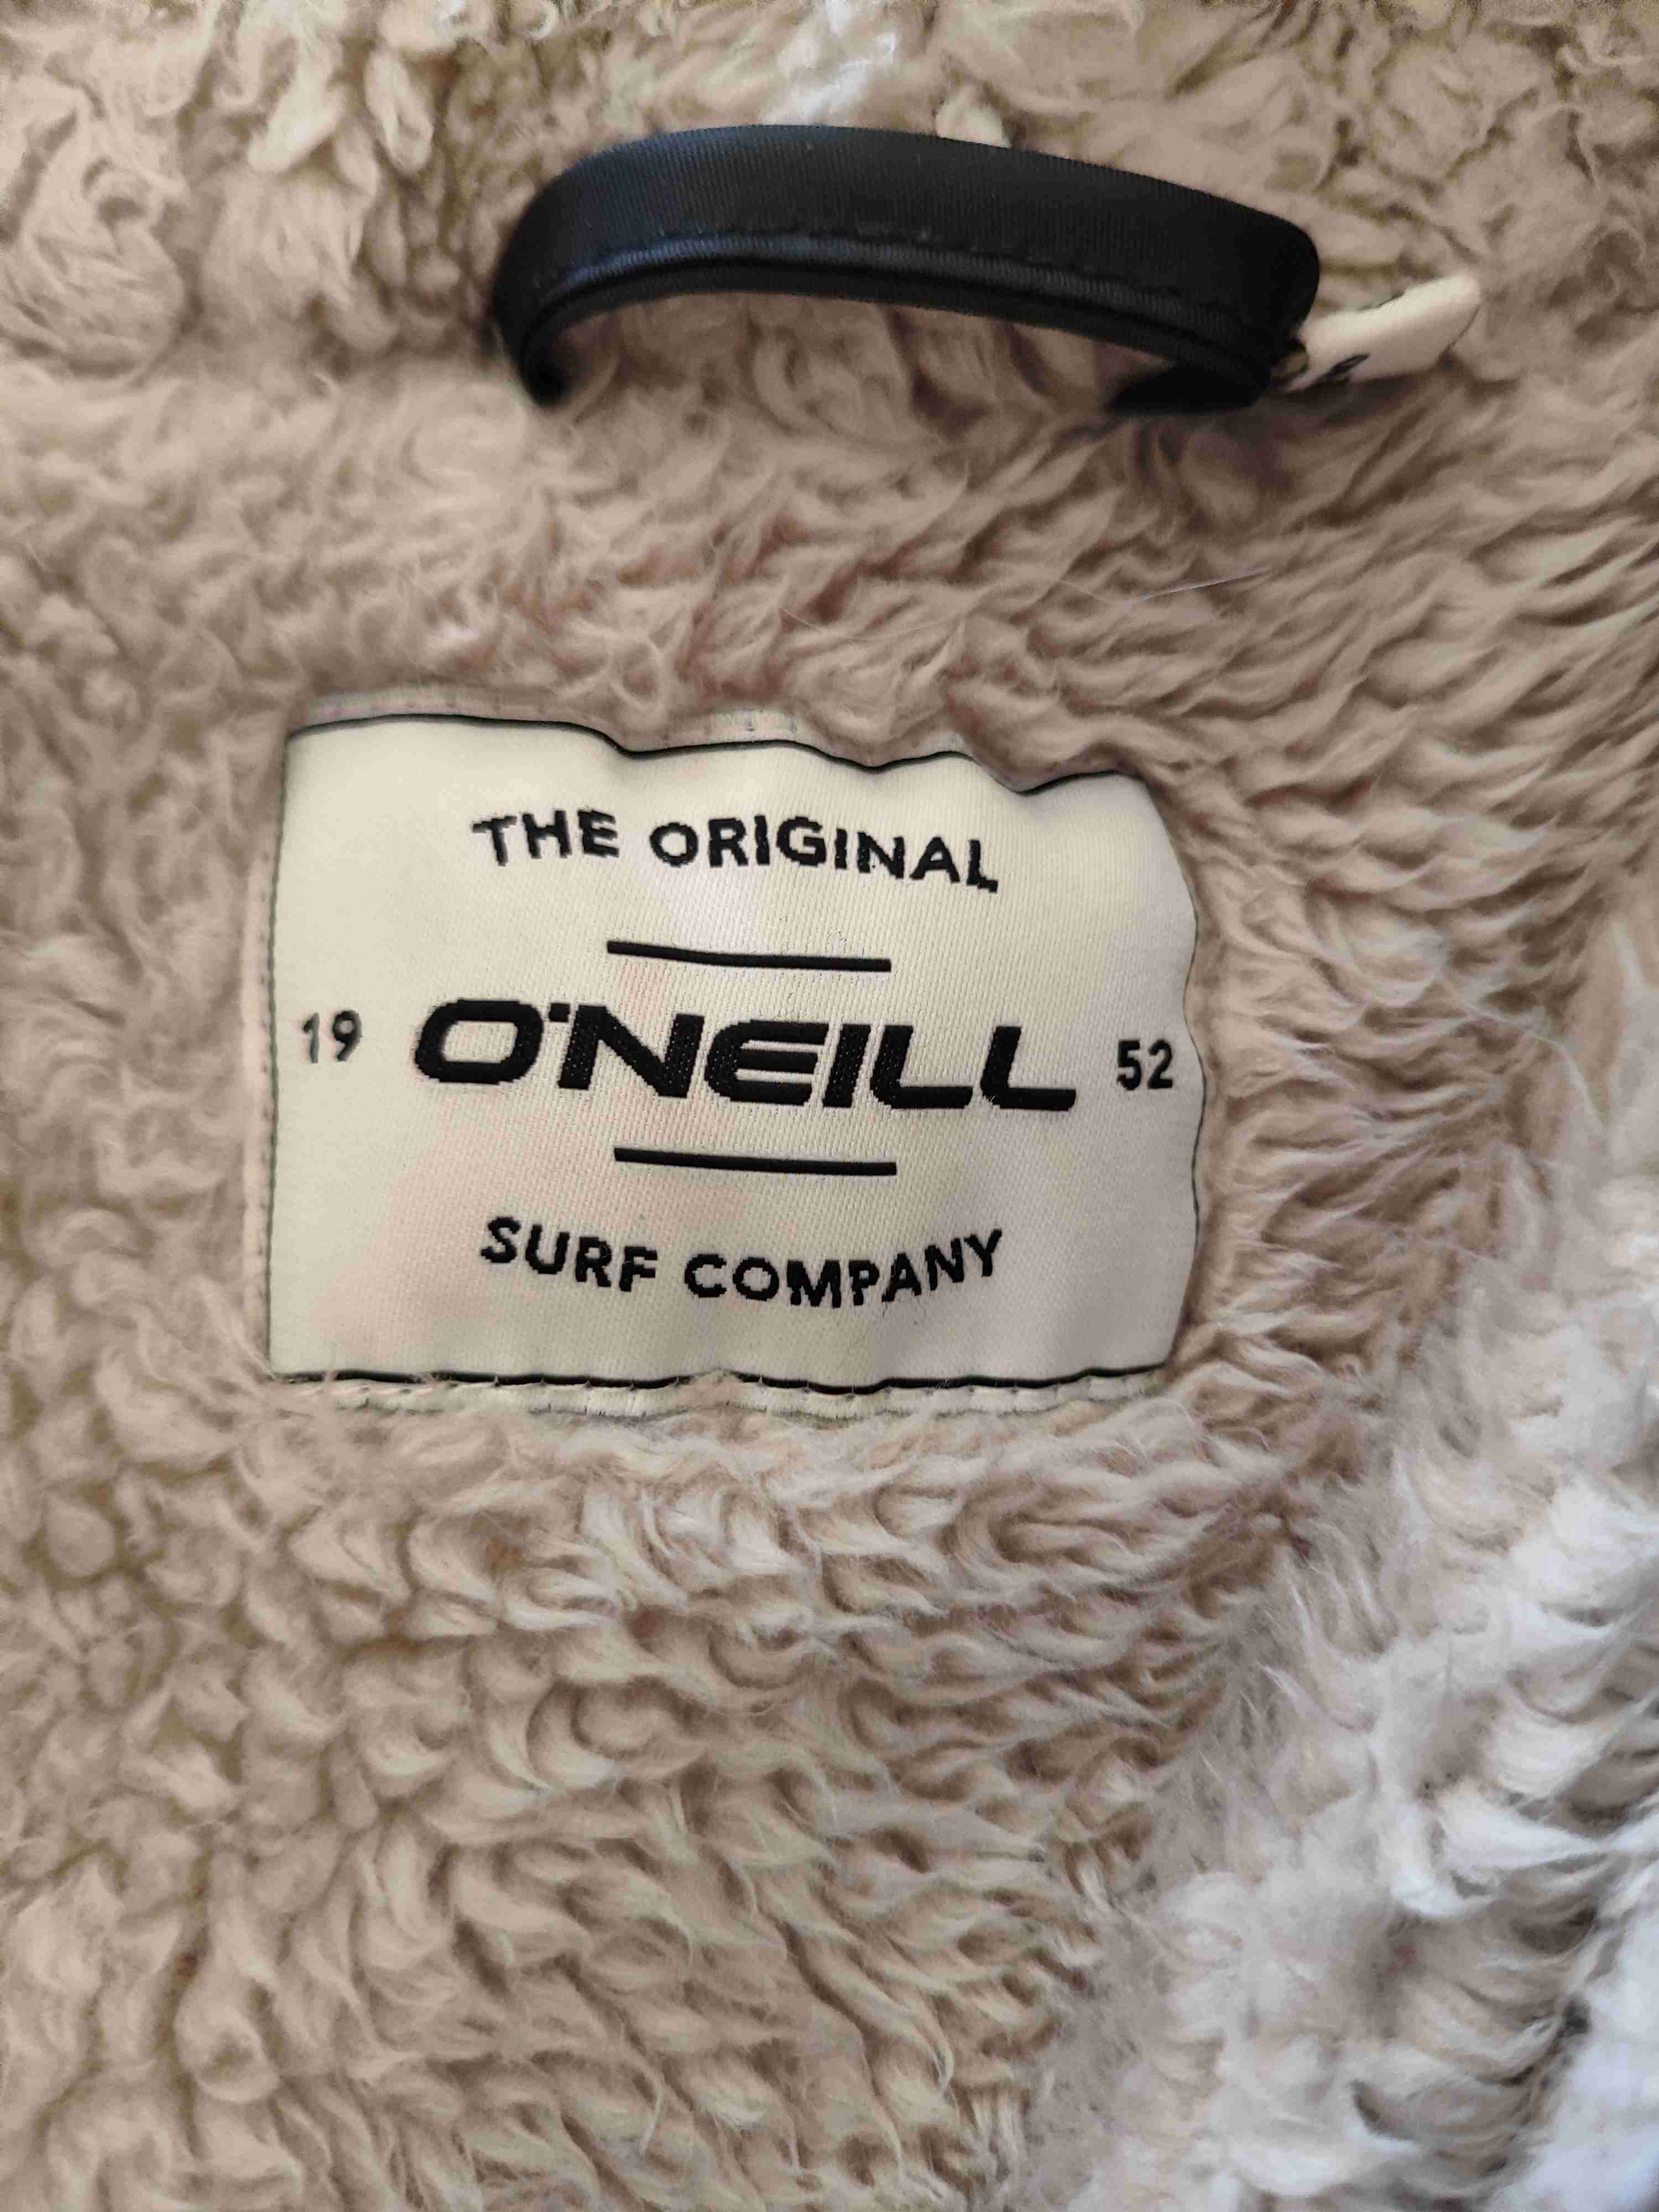 THE ORIGINAL
19 O'NEILL 52
SURF COMPANY